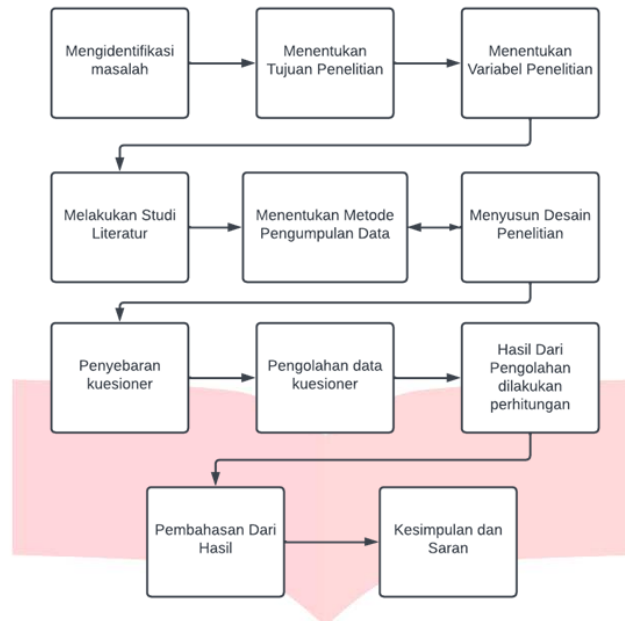 Mengidentifikasi
masalah
Menentukan
Tujuan Penelitian
Menentukan
Variabel Penelitian
Melakukan Studi
Literatur
Menentukan Metode
Pengumpulan Data
Menyusun Desain
Penelitian
Penyebaran
kuesioner
Pengolahan data
kuesioner
Hasil Dari
Pengolahan
dilakukan
perhitungan
Pembahasan Dari
Hasil
Kesimpulan dan
Saran